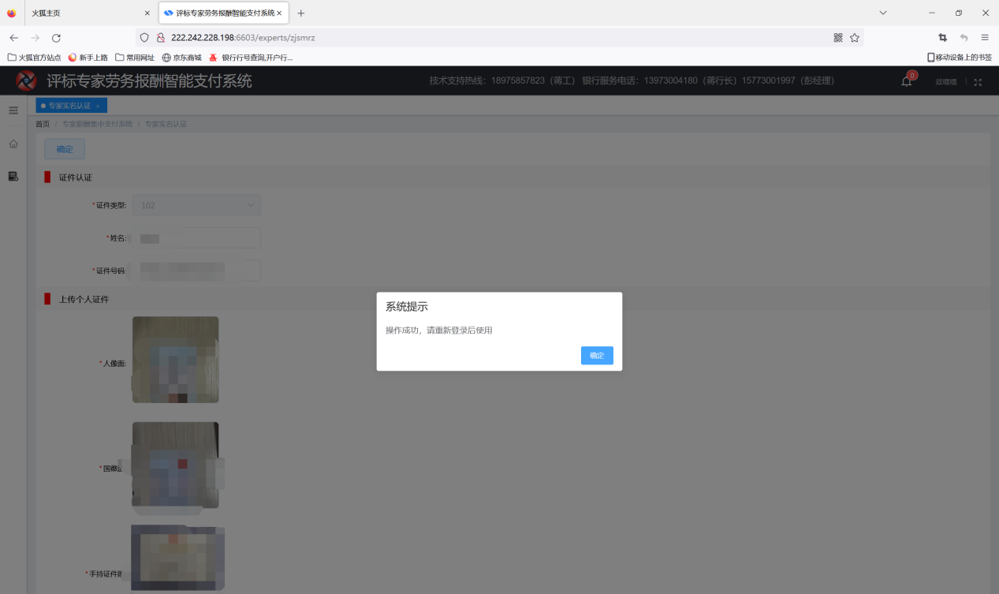 火狐主页
评标专家劳务报酬智能支付系统
222.242.228.198:6603/experts/zjsmrz
火狐官方站点 新手上路 常用网址 京东商城 银行行号查询,开户行...
移动设备上的书签
评标专家劳务报酬智能支付系统
技术支持热线：18975857823（蒋工） 银行服务电话：13973004180（蒋行长）15773001997（彭经理）
0
专家实名认证
首页 / 专家薪酬集中支付系统 / 专家实名认证
确定
证件认证
*证件类型: 102
*姓名:
*证件号码
上传个人证件
*人像面:
*国徽
*手持证件
系统提示
操作成功，请重新登录后使用
确定